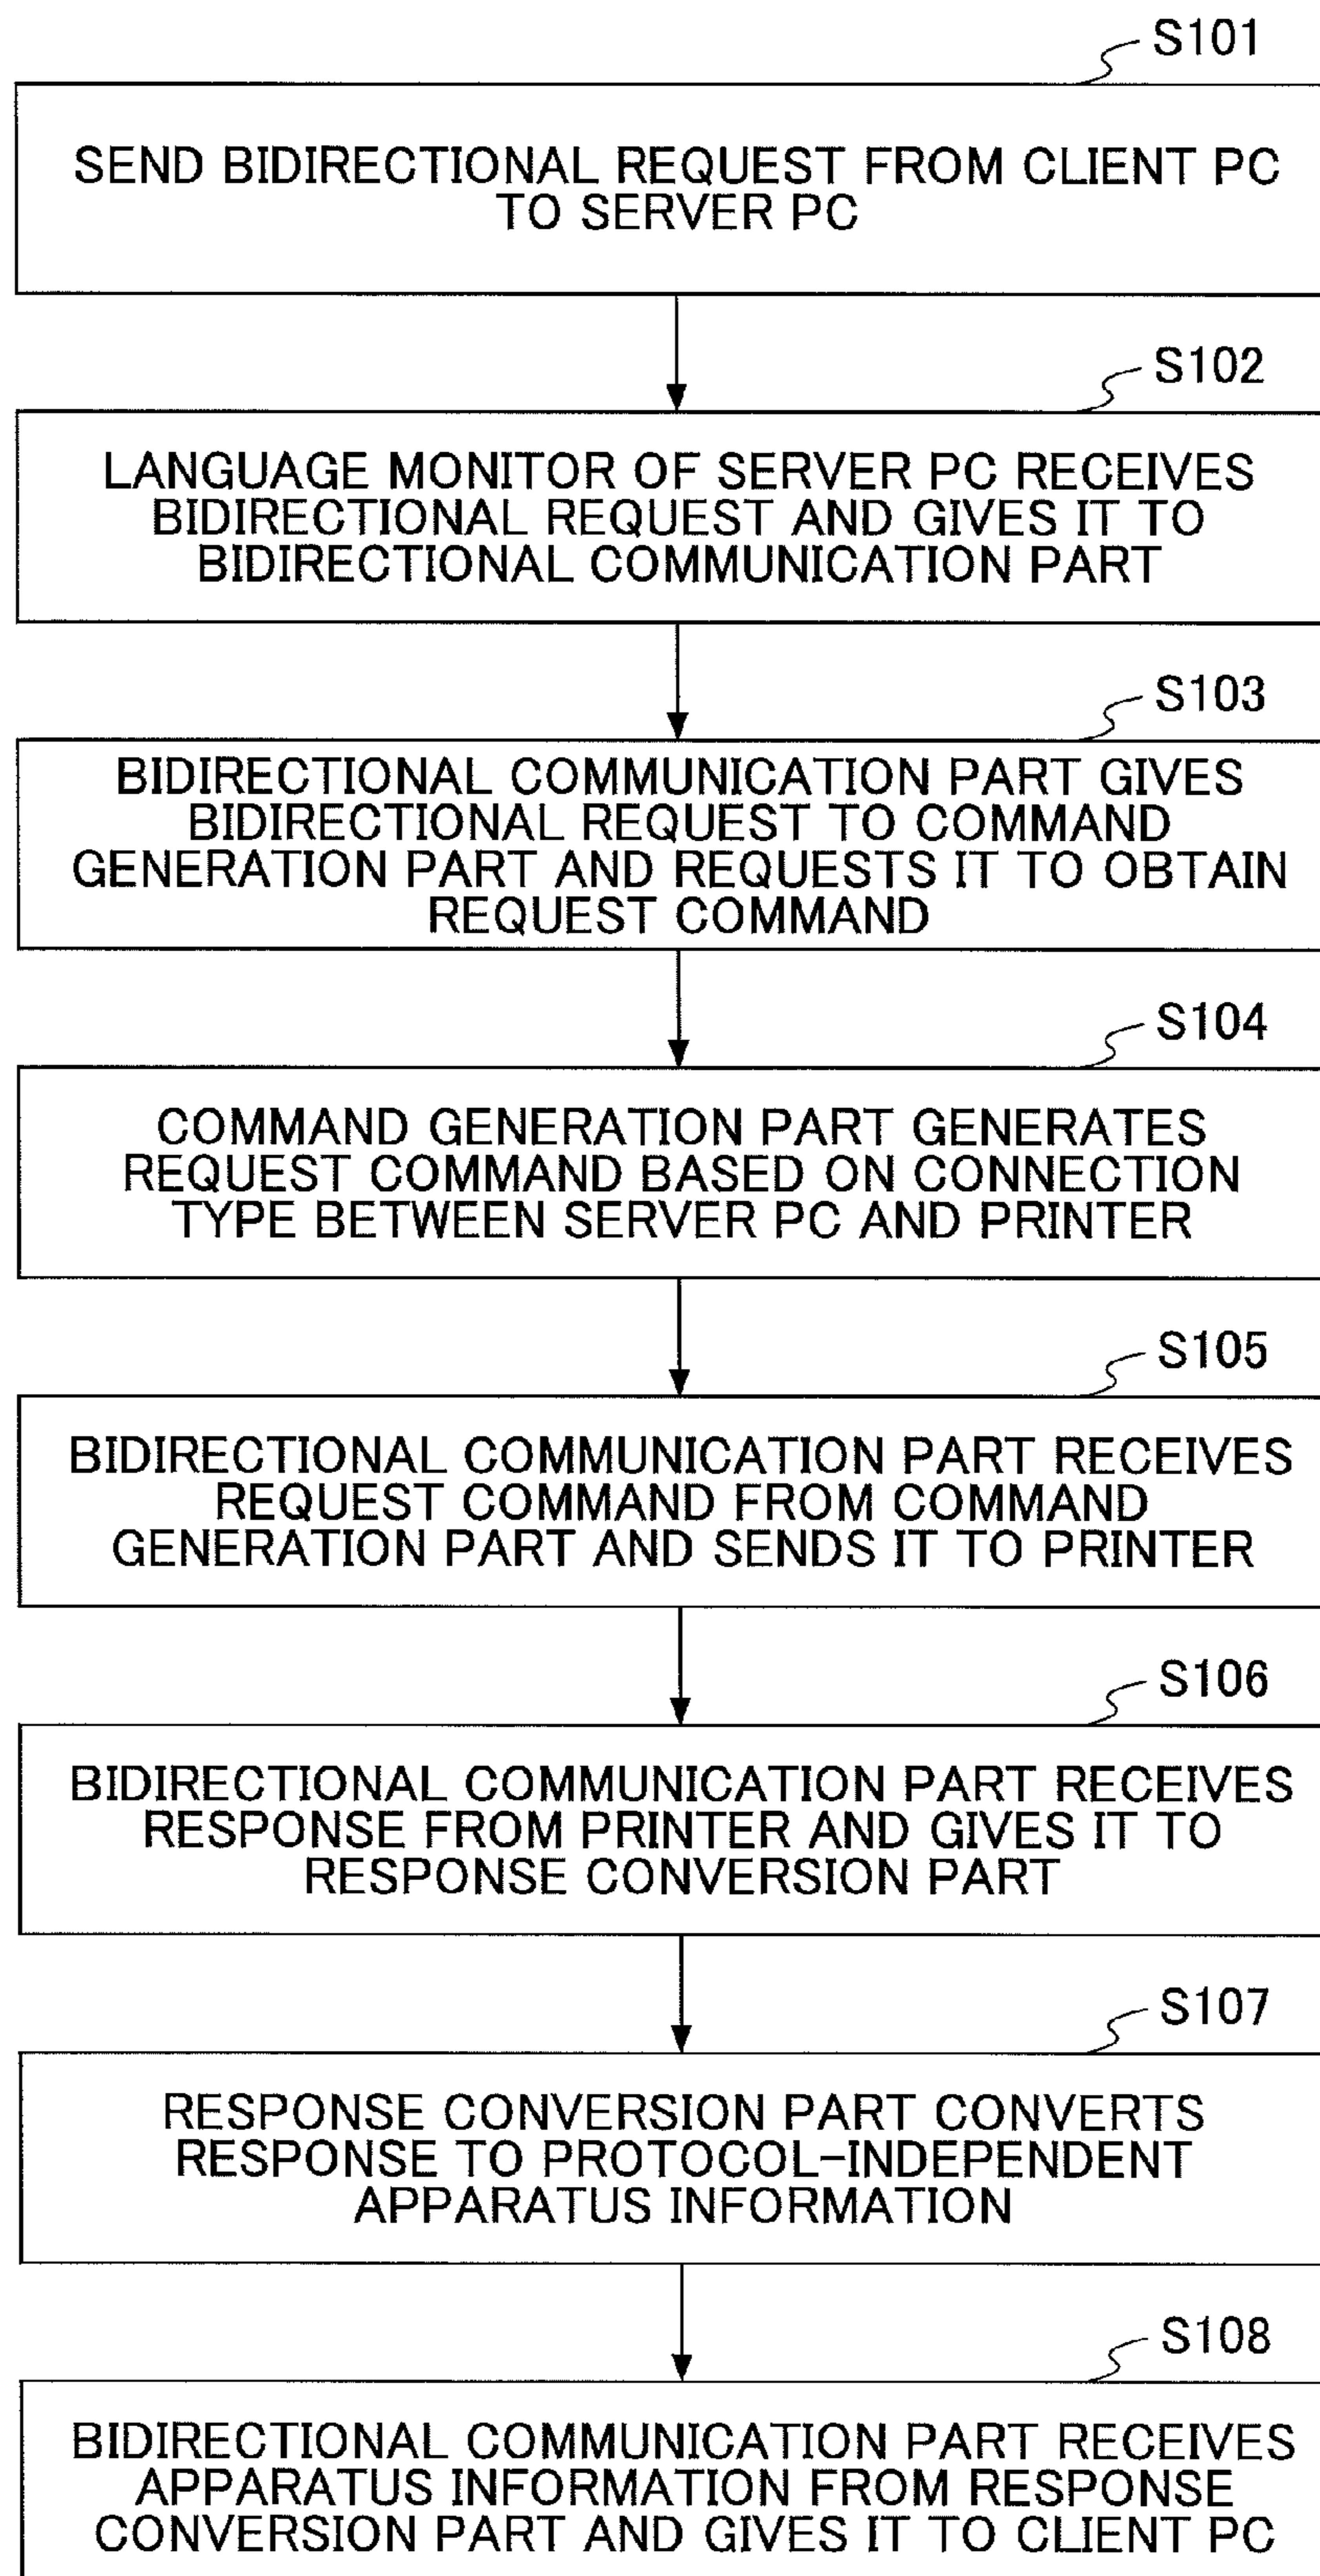 S101
SEND BIDIRECTIONAL REQUEST FROM CLIENT PC
TO SERVER PC
S102
LANGUAGE MONITOR OF SERVER PC RECEIVES
BIDIRECTIONAL REQUEST AND GIVES IT TO
BIDIRECTIONAL COMMUNICATION PART
S103
BIDIRECTIONAL COMMUNICATION PART GIVES
BIDIRECTIONAL REQUEST TO COMMAND
GENERATION PART AND REQUESTS IT TO OBTAIN
REQUEST COMMAND
S104
COMMAND GENERATION PART GENERATES
REQUEST COMMAND BASED ON CONNECTION
TYPE BETWEEN SERVER PC AND PRINTER
S105
BIDIRECTIONAL COMMUNICATION PART RECEIVES
REQUEST COMMAND FROM COMMAND
GENERATION PART AND SENDS IT TO PRINTER
S106
BIDIRECTIONAL COMMUNICATION PART RECEIVES
RESPONSE FROM PRINTER AND GIVES IT TO
RESPONSE CONVERSION PART
S107
RESPONSE CONVERSION PART CONVERTS
RESPONSE TO PROTOCOL-INDEPENDENT
APPARATUS INFORMATION
S108
BIDIRECTIONAL COMMUNICATION PART RECEIVES
APPARATUS INFORMATION FROM RESPONSE
CONVERSION PART AND GIVES IT TO CLIENT PC